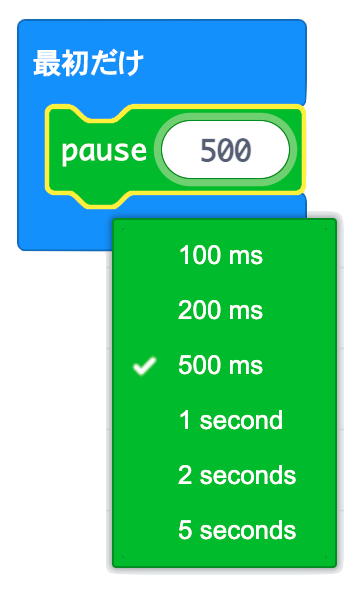 最初だけ
pause 500
100 ms
200 ms
500 ms
1 second
2 seconds
5 seconds